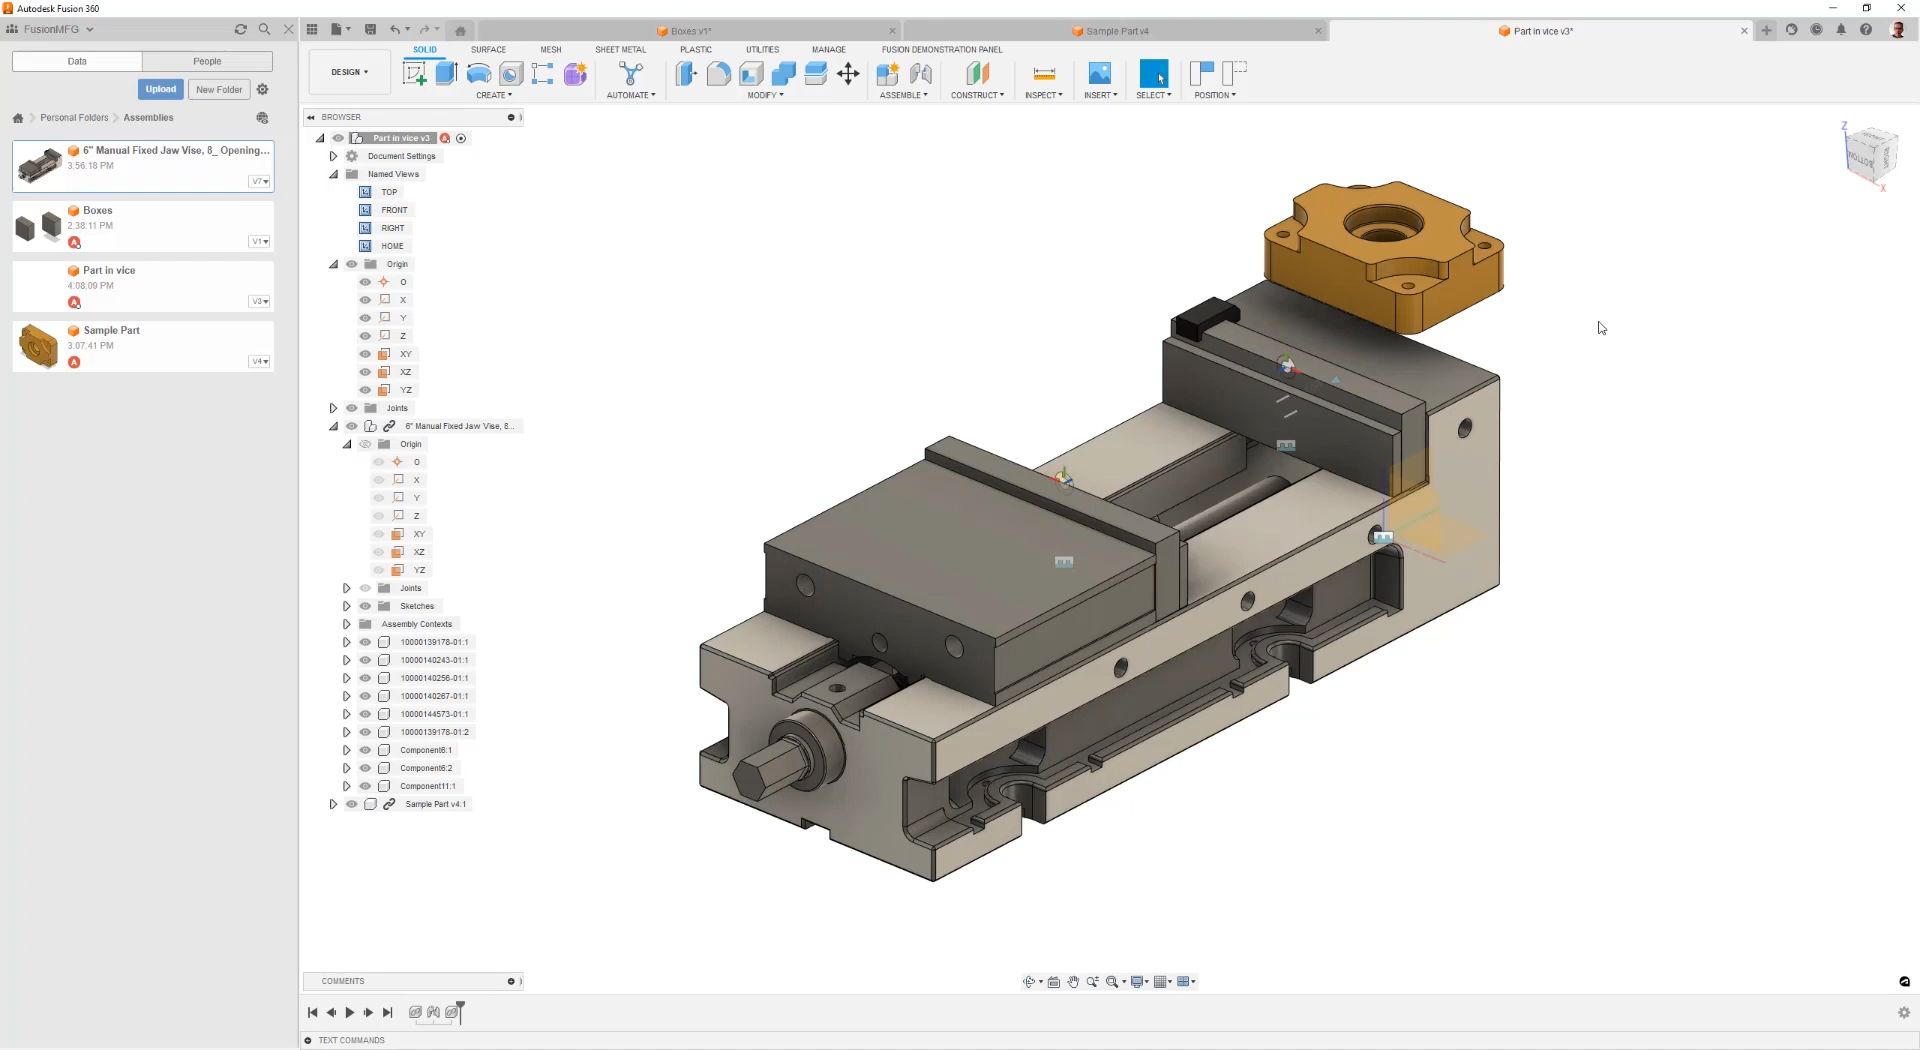 Autodesk Fusion 360
FusionMFG
Data
People
Upload
New Folder
Personal Folders
Assemblies
6" Manual Fixed Jaw Vise, 8_ Opening...
3:56.18 PM
V7
Boxes
2:38:11 PM
V1
Part in vice
4:08:09 PM
V3
Sample Part
3:07:41 PM
V4
Boxes v1*
Sample Part v4
Part in vice v3*
DESIGN
SOLID
SURFACE
MESH
SHEET METAL
PLASTIC
UTILITIES
MANAGE
FUSION DEMONSTRATION PANEL
CREATE
AUTOMATE
MODIFY
ASSEMBLE
CONSTRUCT
INSPECT
INSERT
SELECT
POSITION
BROWSER
Part in vice v3
Document Settings
Named Views
TOP
FRONT
RIGHT
HOME
Origin
O
X
Y
Z
XY
XZ
YZ
Joints
6" Manual Fixed Jaw Vise, 8...
Origin
O
X
Y
Z
XY
XZ
YZ
Joints
Sketches
Assembly Contexts
10000139178-01:1
10000140243-01:1
10000140256-01:1
10000140267-01:1
10000144573-01:1
10000139178-01:2
Component6:1
Component6:2
Component11:1
Sample Part v4:1
Z
BOTTOM
X
COMMENTS
TEXT COMMANDS